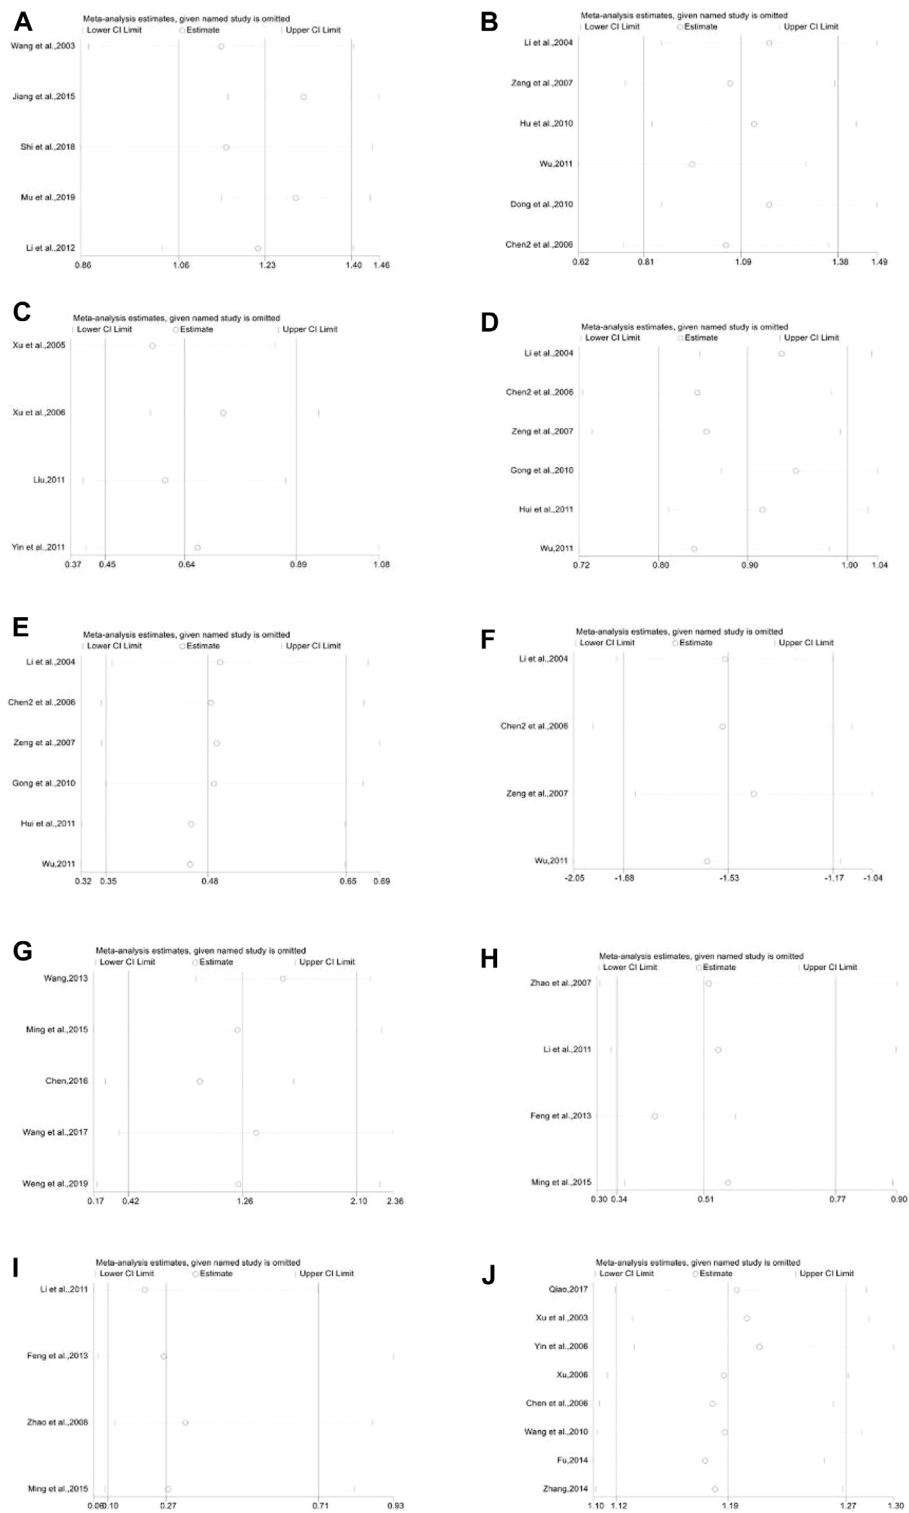 A
Meta-analysis estimates, given named study is omitted
Lower CI Limit Estimate Upper CI Limit
Wang et al.,2003
Jiang et al.,2015
Shi et al.,2018
Mu et al.,2019
Li et al.,2012
0.86 1.06 1.23 1.40 1.46
B
Meta-analysis estimates, given named study is omitted
Lower CI Limit Estimate Upper CI Limit
Li et al.,2004
Zeng et al.,2007
Hu et al.,2010
Wu,2011
Dong et al.,2010
Chen2 et al.,2006
0.62 0.81 1.09 1.38 1.49
C
Meta-analysis estimates, given named study is omitted
Lower CI Limit Estimate Upper CI Limit
Xu et al.,2005
Xu et al.,2006
Liu,2011
Yin et al.,2011
0.37 0.45 0.64 0.89 1.08
D
Meta-analysis estimates, given named study is omitted
Lower CI Limit Estimate Upper CI Limit
Li et al.,2004
Chen2 et al.,2006
Zeng et al.,2007
Gong et al.,2010
Hui et al.,2011
Wu,2011
0.72 0.80 0.90 1.00 1.04
E
Meta-analysis estimates, given named study is omitted
Lower CI Limit Estimate Upper CI Limit
Li et al.,2004
Chen2 et al.,2006
Zeng et al.,2007
Gong et al.,2010
Hui et al.,2011
Wu,2011
0.32 0.35 0.48 0.65 0.69
F
Meta-analysis estimates, given named study is omitted
Lower CI Limit Estimate Upper CI Limit
Li et al.,2004
Chen2 et al.,2006
Zeng et al.,2007
Wu,2011
-2.05 -1.88 -1.53 -1.17 -1.04
G
Meta-analysis estimates, given named study is omitted
Lower CI Limit Estimate Upper CI Limit
Wang,2013
Ming et al.,2015
Chen,2016
Wang et al.,2017
Weng et al.,2019
0.17 0.42 1.26 2.10 2.36
H
Meta-analysis estimates, given named study is omitted
Lower CI Limit Estimate Upper CI Limit
Zhao et al.,2007
Li et al.,2011
Feng et al.,2013
Ming et al.,2015
0.30 0.34 0.51 0.77 0.90
I
Meta-analysis estimates, given named study is omitted
Lower CI Limit Estimate Upper CI Limit
Li et al.,2011
Feng et al.,2013
Zhao et al.,2008
Ming et al.,2015
0.06 0.10 0.27 0.71 0.93
J
Meta-analysis estimates, given named study is omitted
Lower CI Limit Estimate Upper CI Limit
Qiao,2017
Xu et al.,2003
Yin et al.,2006
Xu,2006
Chen et al.,2006
Wang et al.,2010
Fu,2014
Zhang,2014
1.10 1.12 1.19 1.27 1.30